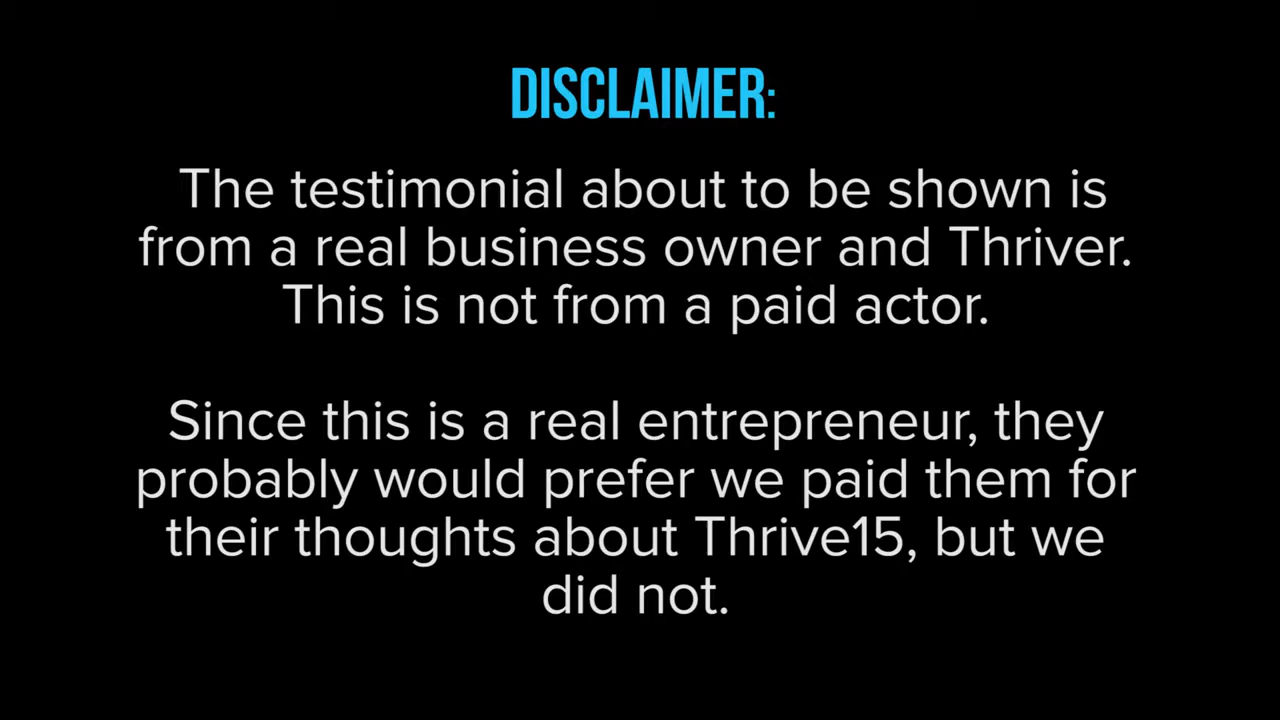 DISCLAIMER:
The testimonial about to be shown is
from a real business owner and Thriver.
This is not from a paid actor.
Since this is a real entrepreneur, they
probably would prefer we paid them for
their thoughts about Thrive15, but we
did not.